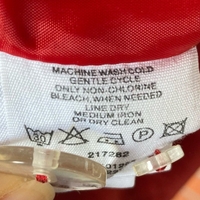 MACHINE WASH COLD
GENTLE CYCLE
ONLY NON-CHLORINE
BLEACH, WHEN NEEDED
LINE DRY
MEDIUM IRON
OR DRY CLEAN
217282